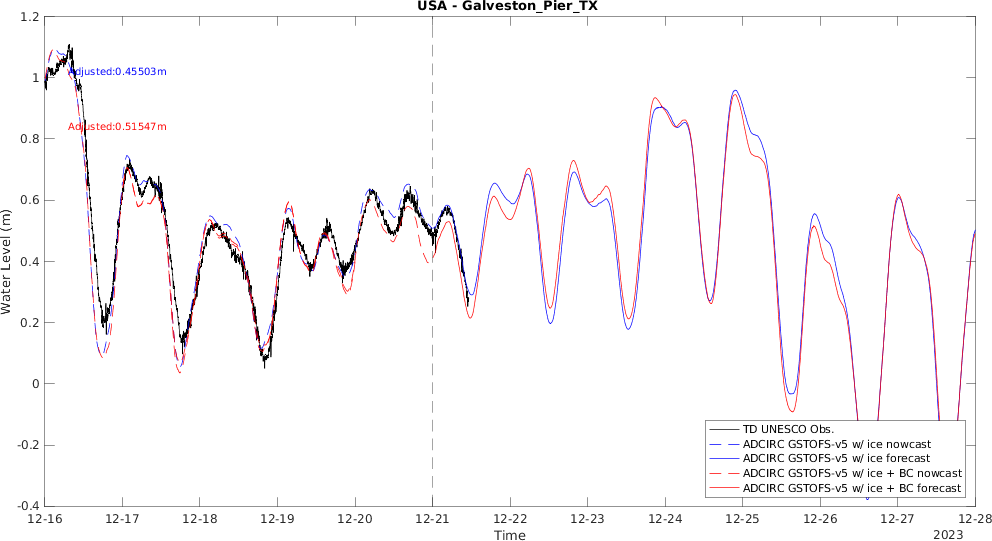 USA - Galveston_Pier_TX
1.2
1
0.8
0.6
0.4
0.2
0
-0.2
-0.4
Water Level (m)
Adjusted:0.45503m
Adjusted:0.51547m
TD UNESCO Obs.
ADCIRC GSTOFS-v5 w/ ice nowcast
ADCIRC GSTOFS-v5 w/ ice forecast
ADCIRC GSTOFS-v5 w/ ice + BC nowcast
ADCIRC GSTOFS-v5 w/ ice + BC forecast
12-16 12-17 12-18 12-19 12-20 12-21 12-22 12-23 12-24 12-25 12-26 12-27 12-28
Time
2023